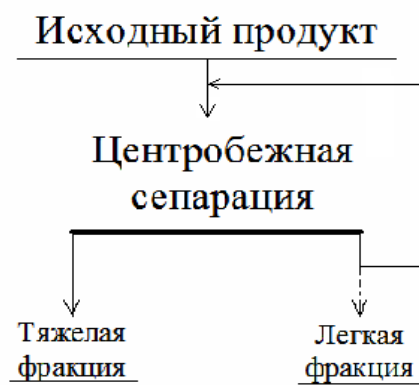 Исходный продукт
Центробежная
сепарация
Тяжелая
фракция
Легкая
фракция